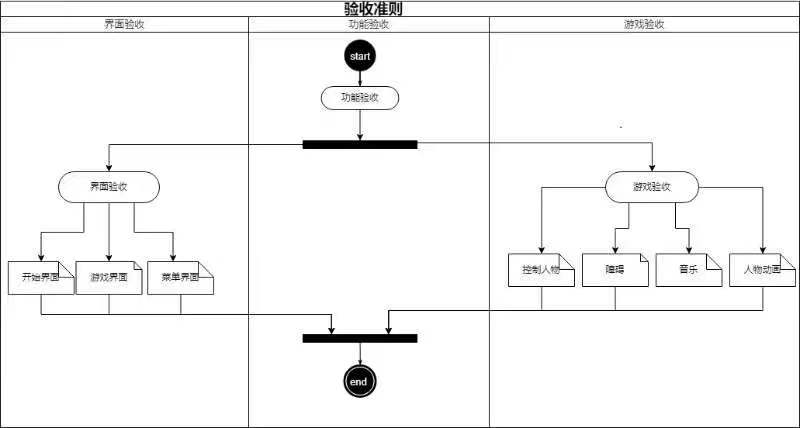 验收准则
界面验收
功能验收
游戏验收
start
功能验收
界面验收
游戏验收
开始界面
游戏界面
菜单界面
控制人物
障碍
音乐
人物动画
end